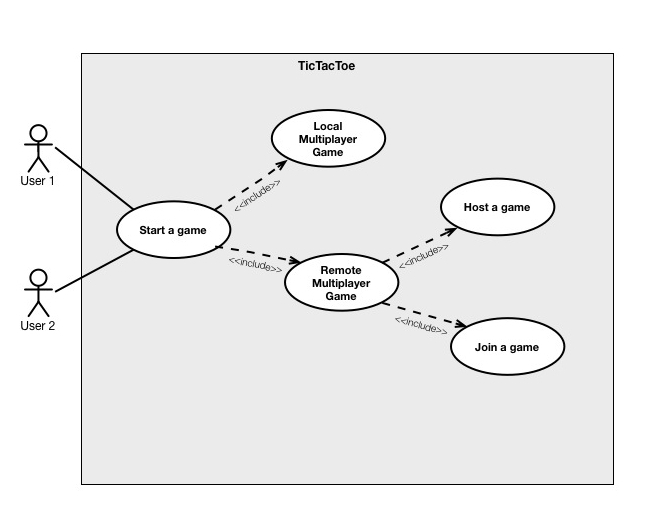 TicTacToe
Local
Multiplayer
Game
User 1
<<include>>
Host a game
Start a game
<<include>>
<<include>>
Remote
Multiplayer
Game
User 2
<<include>>
Join a game